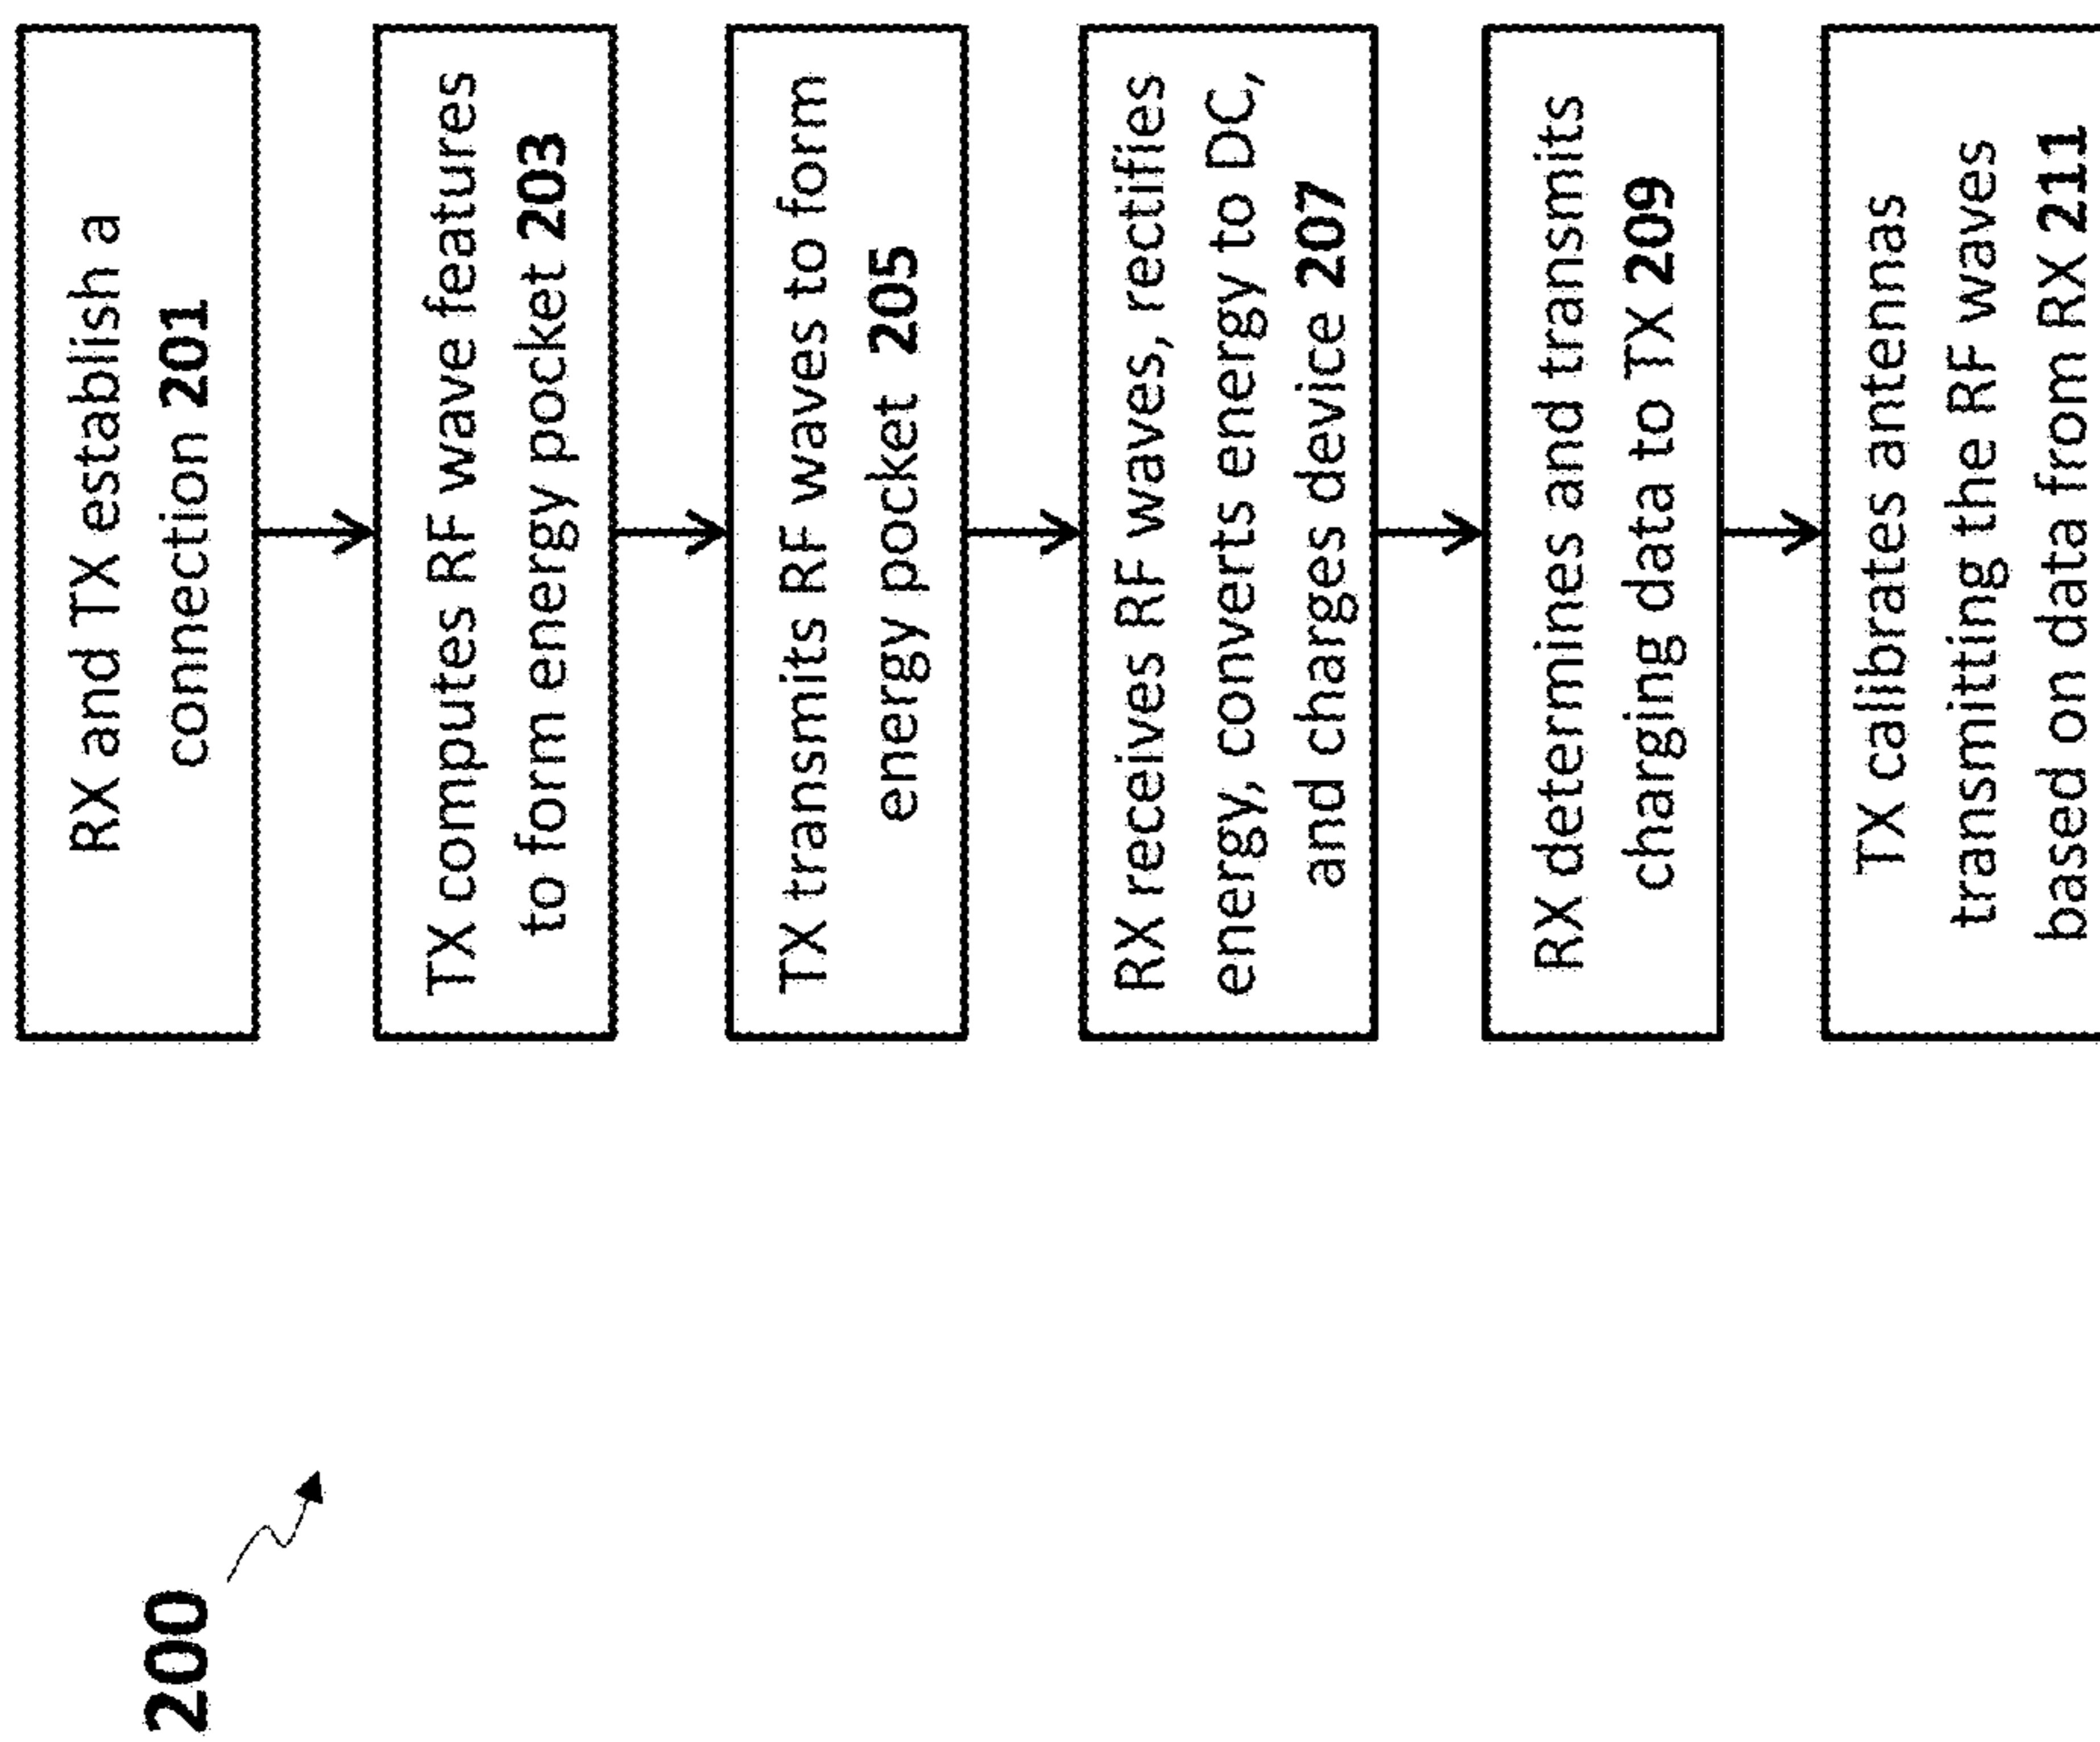 200
RX and TX establish a
connection 201
TX computes RF wave features
to form energy pocket 203
TX transmits RF waves to form
energy pocket 205
RX receives RF waves, rectifies
energy, converts energy to DC,
and charges device 207
RX determines and transmits
charging data to TX 209
TX calibrates antennas
transmitting the RF waves
based on data from RX 211